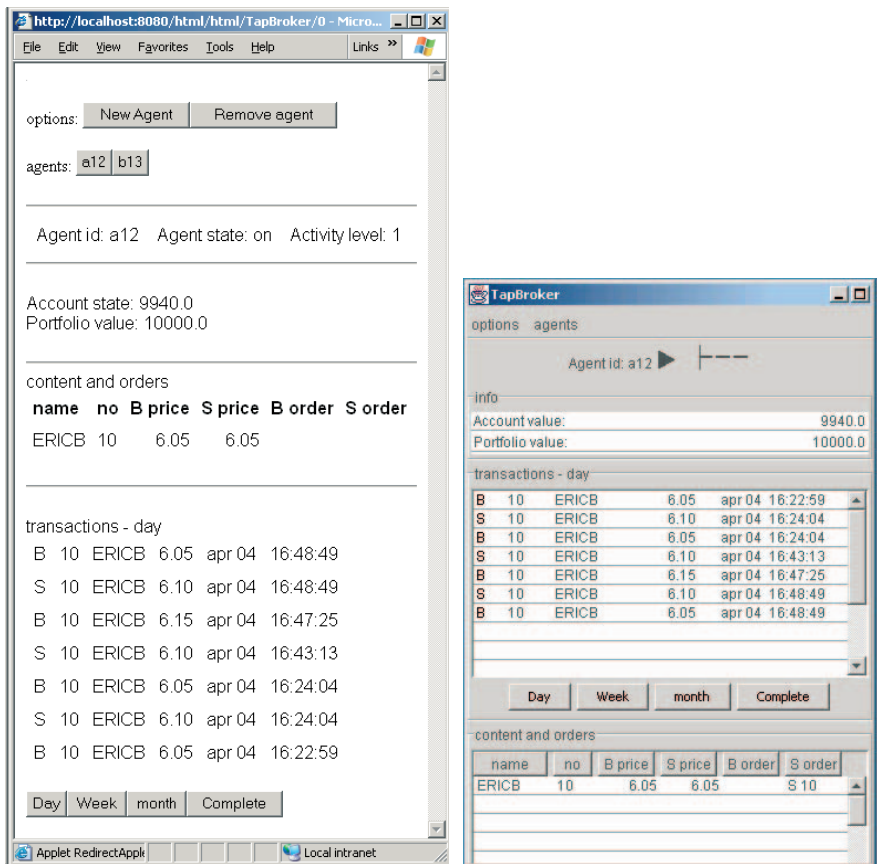 http://localhost:8080/html/html/TapBroker/0 - Micro...
File Edit View Favorites Tools Help Links »
options: New Agent Remove agent
agents: a12 b13
Agent id: a12 Agent state: on Activity level: 1
Account state: 9940.0
Portfolio value: 10000.0
content and orders
name no B price S price B order S order
ERICB 10 6.05 6.05
transactions - day
B 10 ERICB 6.05 apr 04 16:48:49
S 10 ERICB 6.10 apr 04 16:48:49
B 10 ERICB 6.15 apr 04 16:47:25
S 10 ERICB 6.10 apr 04 16:43:13
B 10 ERICB 6.05 apr 04 16:24:04
S 10 ERICB 6.10 apr 04 16:24:04
B 10 ERICB 6.05 apr 04 16:22:59
Day Week month Complete
Applet RedirectApple Local intranet
TapBroker
options agents
Agent id: a12
info
Account value: 9940.0
Portfolio value: 10000.0
transactions - day
B 10 ERICB 6.05 apr 04 16:22:59
S 10 ERICB 6.10 apr 04 16:24:04
B 10 ERICB 6.05 apr 04 16:24:04
S 10 ERICB 6.10 apr 04 16:43:13
B 10 ERICB 6.15 apr 04 16:47:25
S 10 ERICB 6.10 apr 04 16:48:49
B 10 ERICB 6.05 apr 04 16:48:49
Day Week month Complete
content and orders
name no B price S price B order S order
ERICB 10 6.05 6.05 S 10